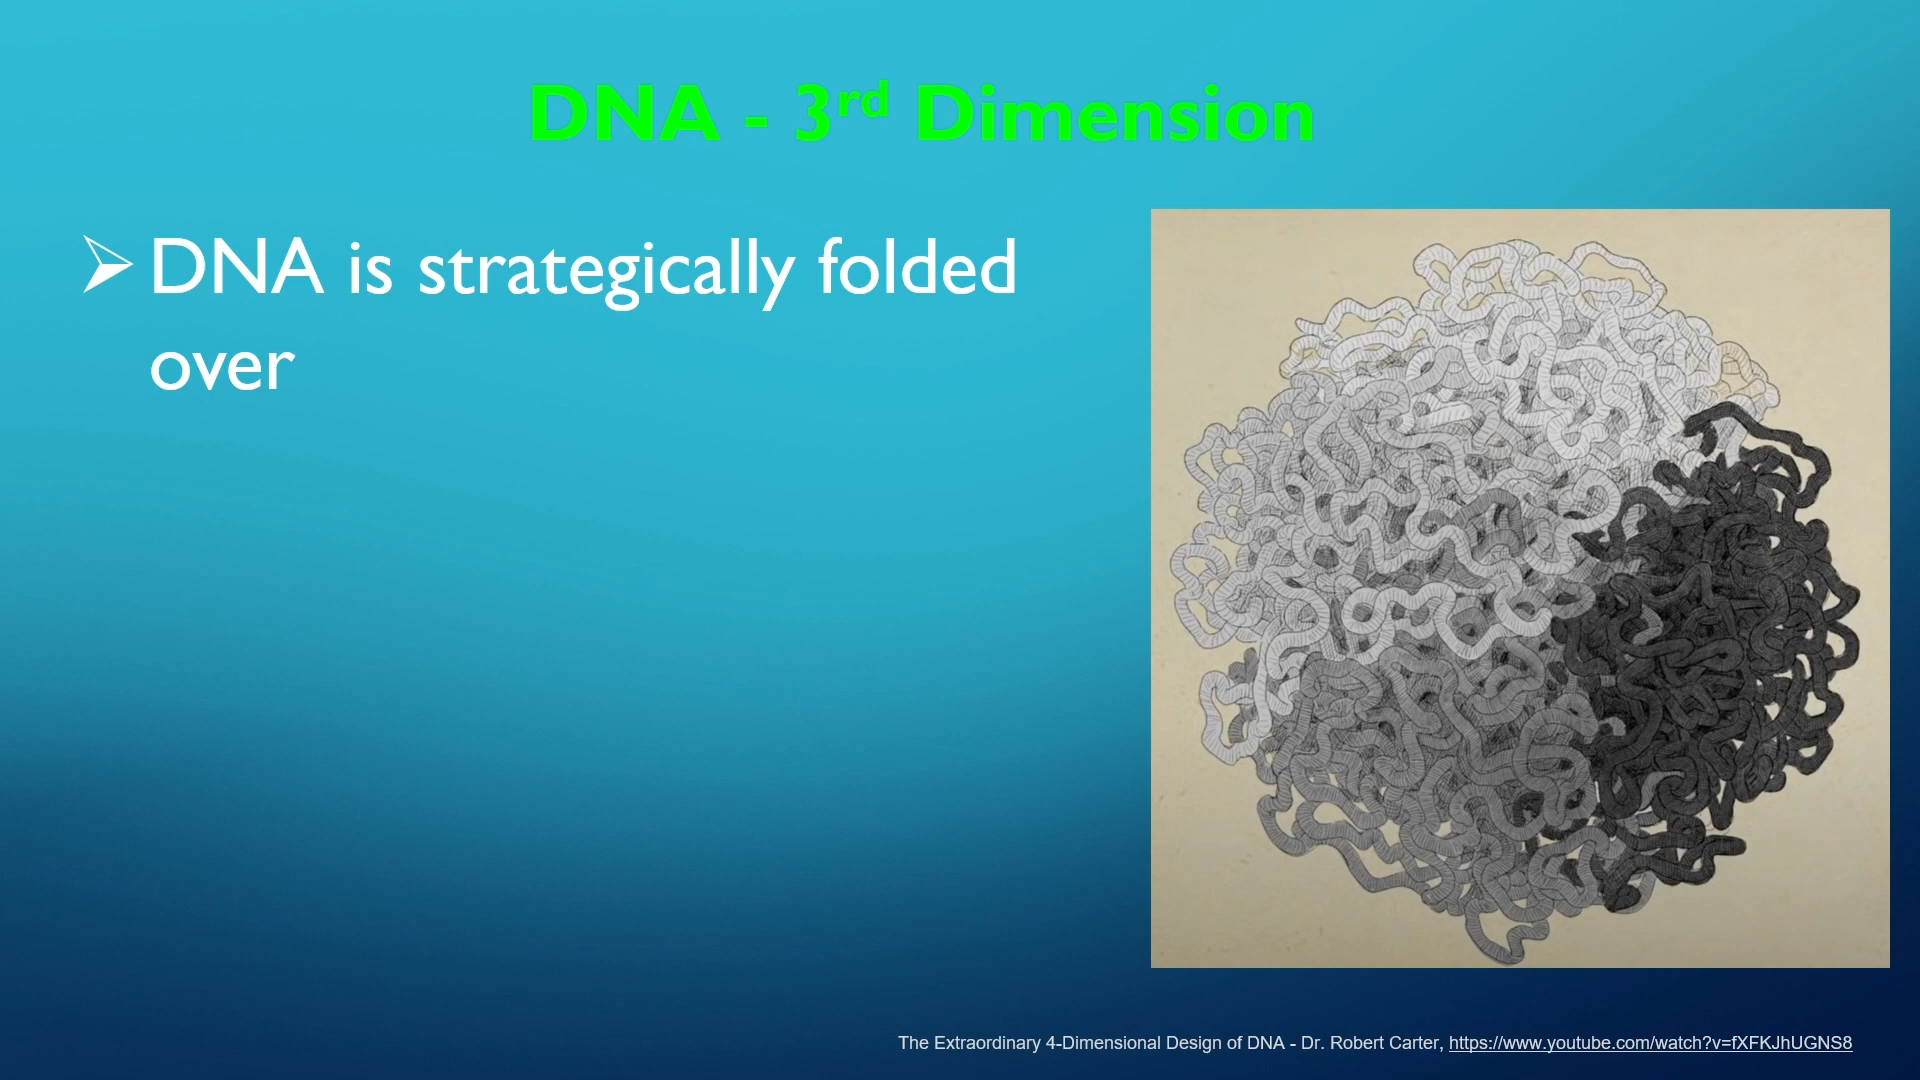 DNA - 3rd Dimension
➢ DNA is strategically folded
over
The Extraordinary 4-Dimensional Design of DNA - Dr. Robert Carter, https://www.youtube.com/watch?v=fXFKJhUGNS8